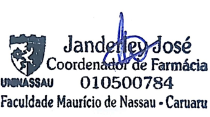 Janderley José
Coordenador de Farmácia
UNINASSAU 010500784
Faculdade Maurício de Nassau - Caruaru